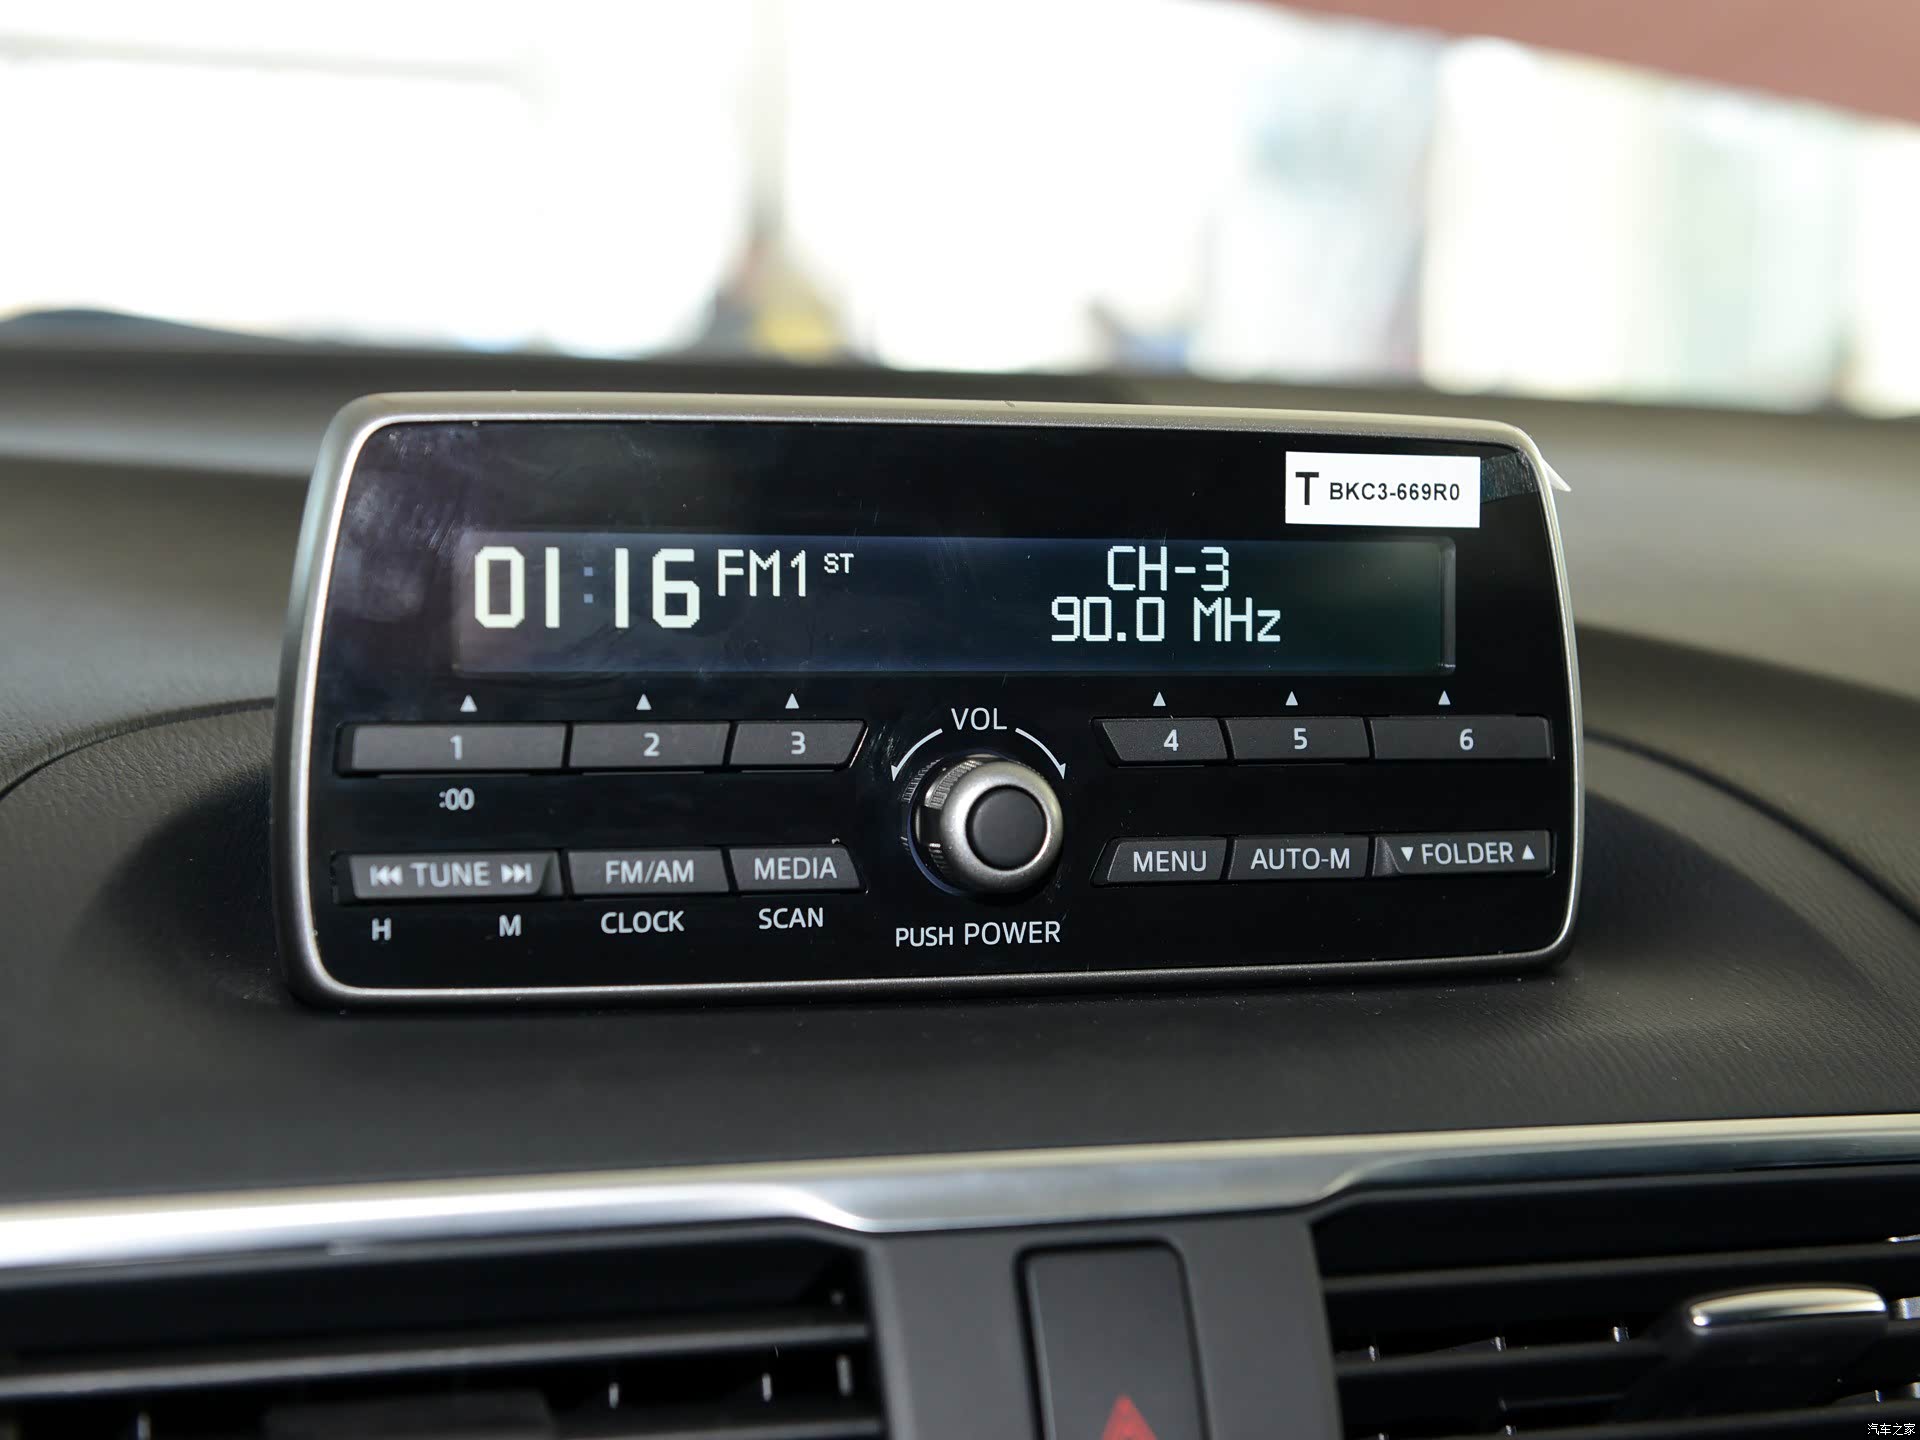 T BKC3-669R0
01:16 FM1 ST CH-3
90.0 MHz
VOL
1 2 3 4 5 6
:00
TUNE FM/AM MEDIA MENU AUTO-M FOLDER
H M CLOCK SCAN
PUSH POWER
汽车之家